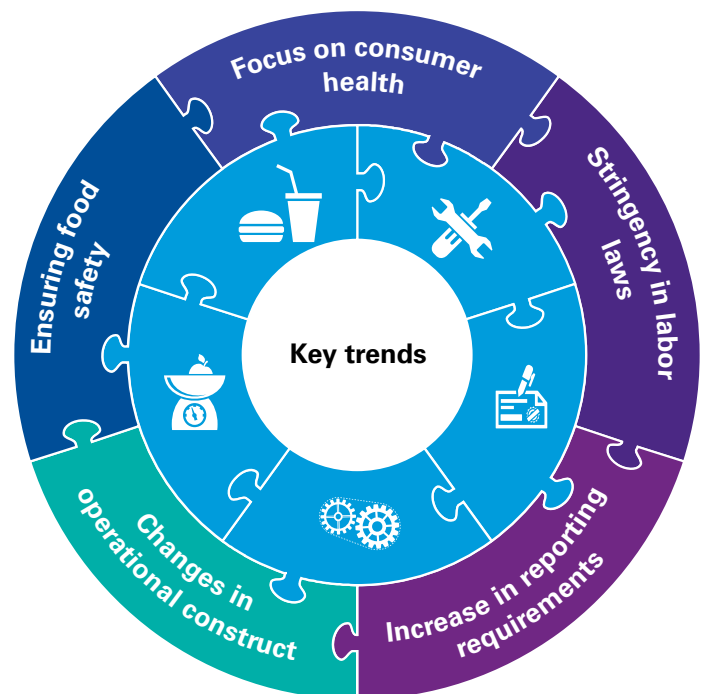 Focus on consumer
health
Stringency in labor
laws
Increase in reporting
requirements
Changes in
operational construct
Ensuring food
safety
Key trends